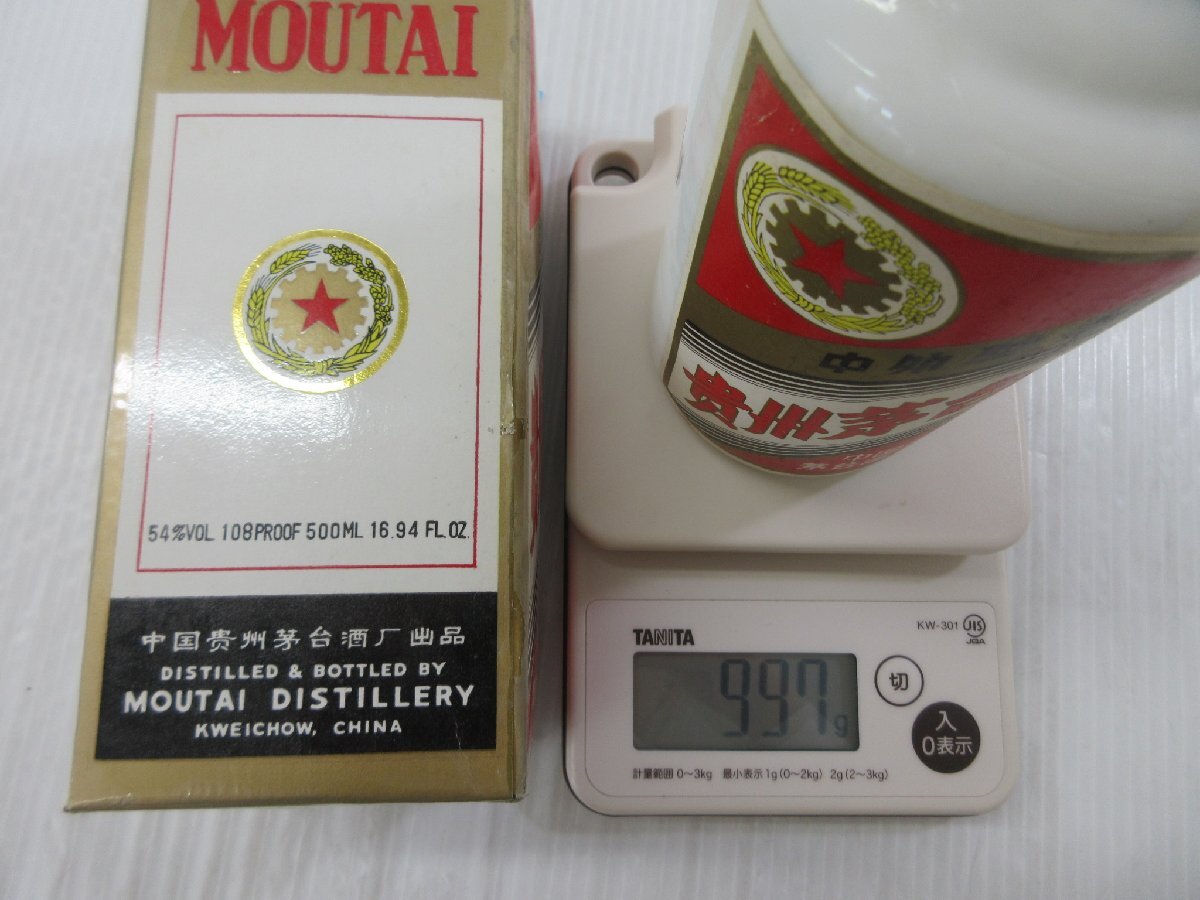 MOUTAI
54%VOL 108PROOF 500ML 16.94 FL.OZ.
中国贵州茅台酒厂出品
DISTILLED & BOTTLED BY
MOUTAI DISTILLERY
KWEICHOW, CHINA
贵州茅
TANITA
KW-301
JIS
JQA
997g
切
入
0表示
計量範囲 0〜3kg 最小表示 1g(0〜2kg) 2g(2〜3kg)